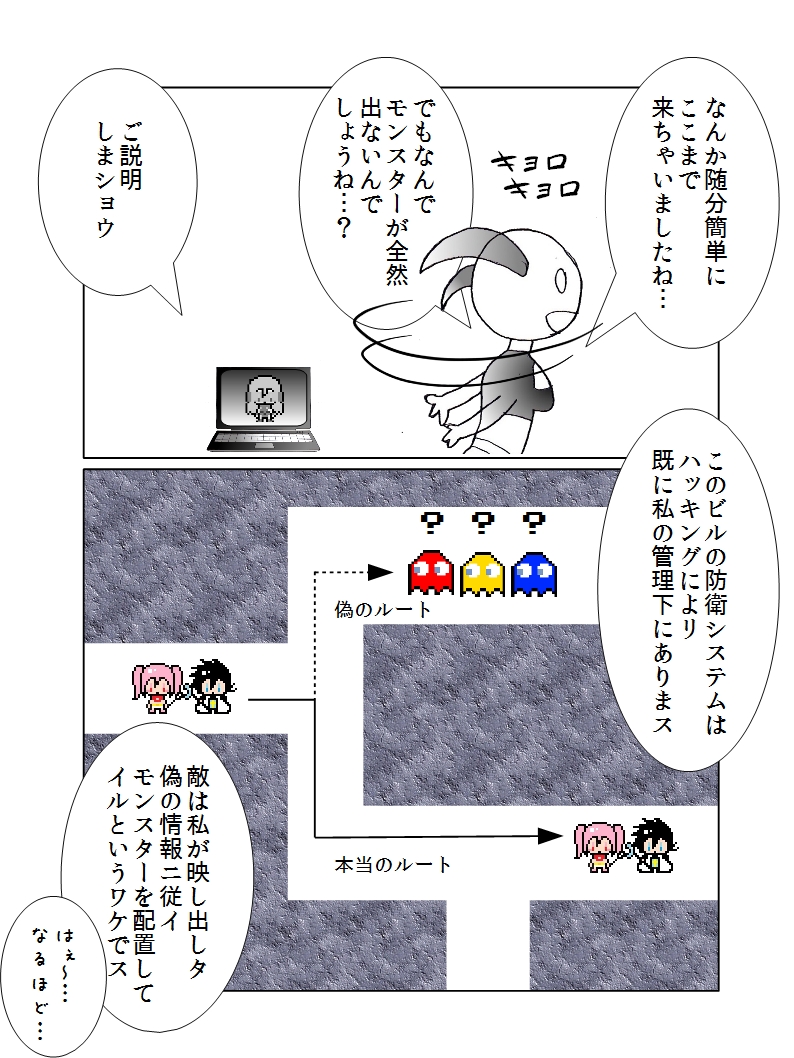 なんか随分簡単に
ここまで
来ちゃいましたね…
キョロ
キョロ
でもなんで
モンスターが全然
出ないんで
しょうね…？
ご説明
しまショウ
このビルの防衛システムは
ハッキングにより
既に私の管理下にありまス
？ ？ ？
偽のルート
本当のルート
敵は私が映し出しタ
偽の情報ニ従イ
モンスターを配置して
イルというワケでス
はぇ～…
なるほど…